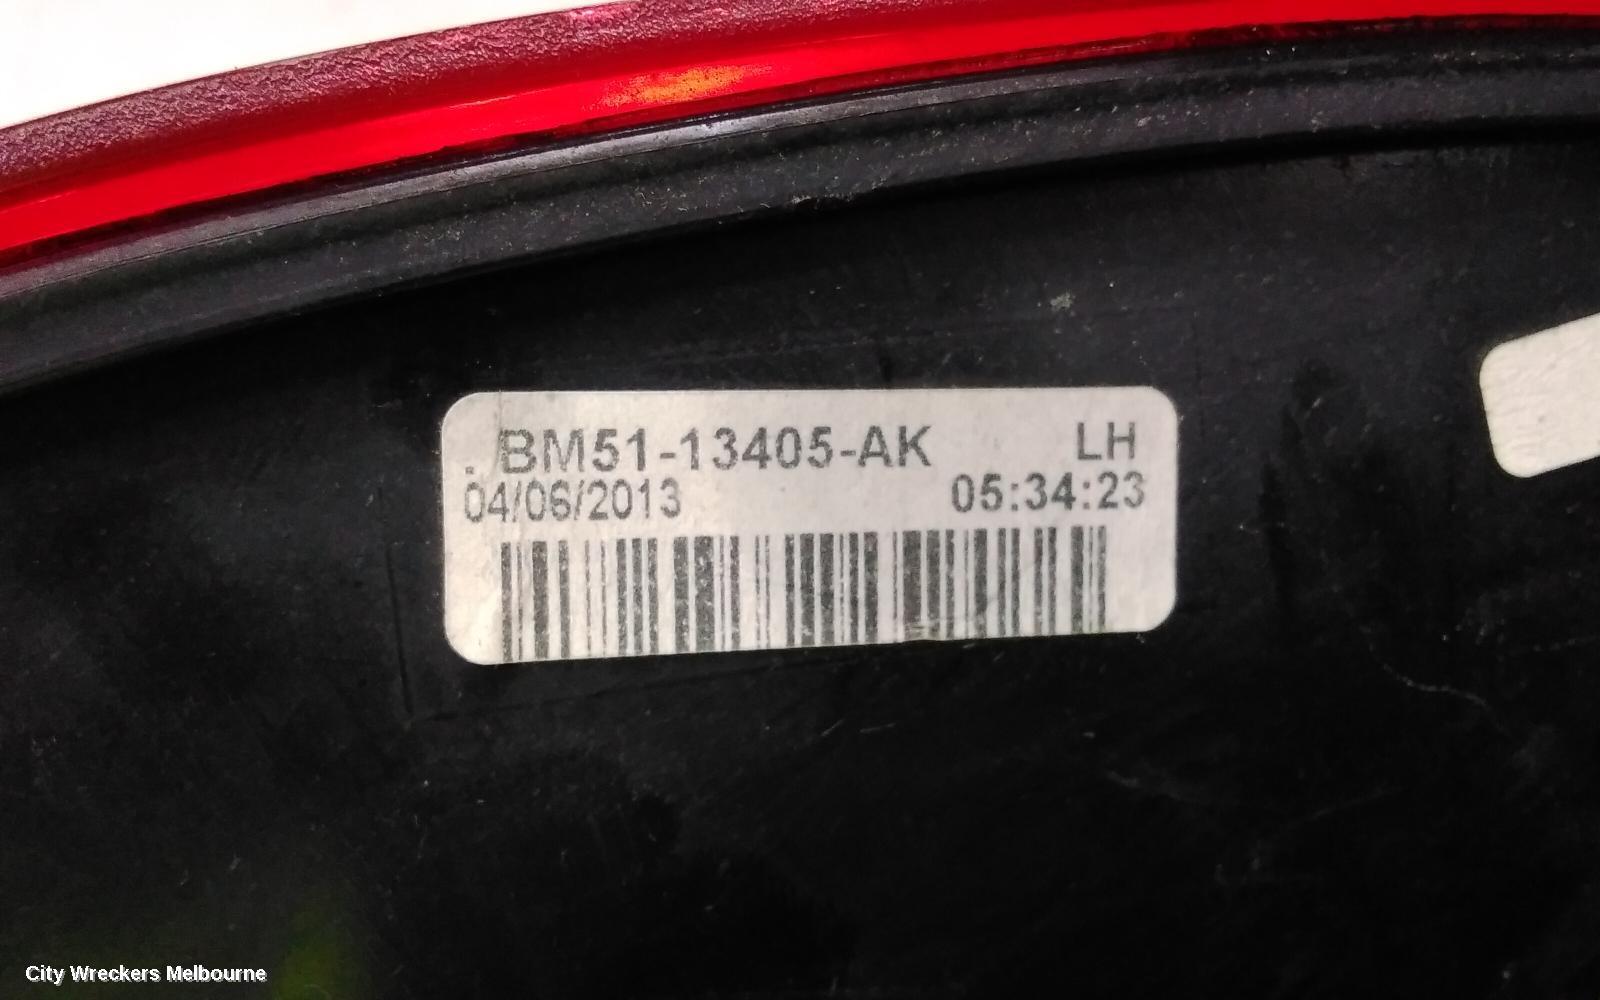 . BM51-13405-AK LH
04/06/2013 05:34:23
City Wreckers Melbourne